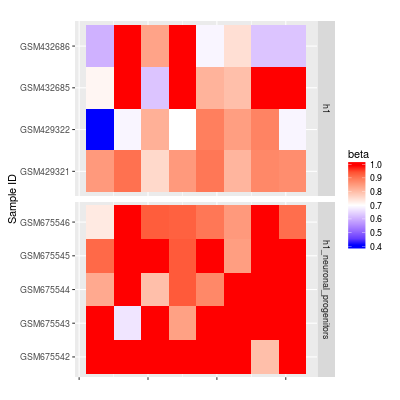 Sample ID
GSM432686
GSM432685
GSM429322
GSM429321
h1
GSM675546
GSM675545
GSM675544
GSM675543
GSM675542
h1_neuronal_progenitors
beta
1.0
0.9
0.8
0.7
0.6
0.5
0.4